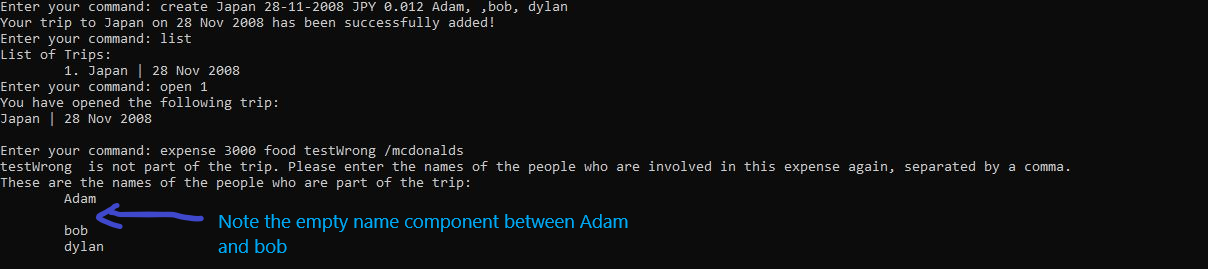 Enter your command: create Japan 28-11-2008 JPY 0.012 Adam, ,bob, dylan
Your trip to Japan on 28 Nov 2008 has been successfully added!
Enter your command: list
List of Trips:
1. Japan | 28 Nov 2008
Enter your command: open 1
You have opened the following trip:
Japan | 28 Nov 2008
Enter your command: expense 3000 food testWrong /mcdonalds
testWrong  is not part of the trip. Please enter the names of the people who are involved in this expense again, separated by a comma.
These are the names of the people who are part of the trip:
Adam
bob
dylan
Note the empty name component between Adam
and bob